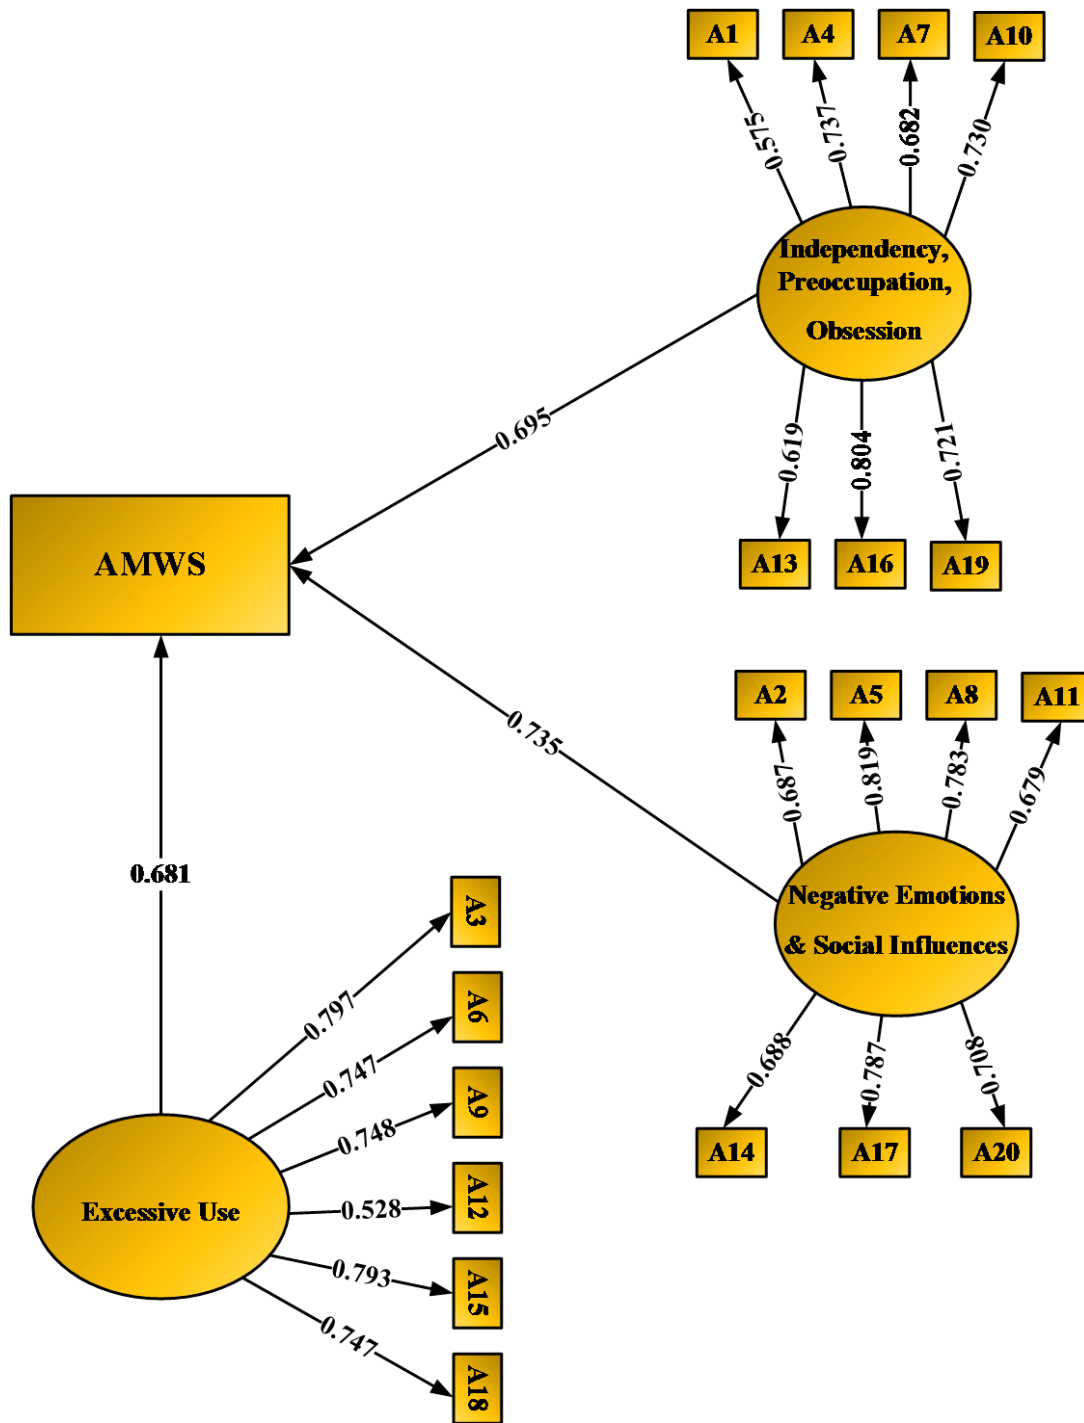 A1
A4
A7
A10
0.575
0.737
0.682
0.730
Independency,
Preoccupation,
Obsession
0.619
0.804
0.721
A13
A16
A19
0.695
AMWS
0.735
0.681
A2
A5
A8
A11
0.687
0.819
0.783
0.679
Negative Emotions
& Social Influences
0.688
0.787
0.708
A14
A17
A20
Excessive Use
0.797
A3
0.747
A6
0.748
A9
0.528
A12
0.793
A15
0.747
A18